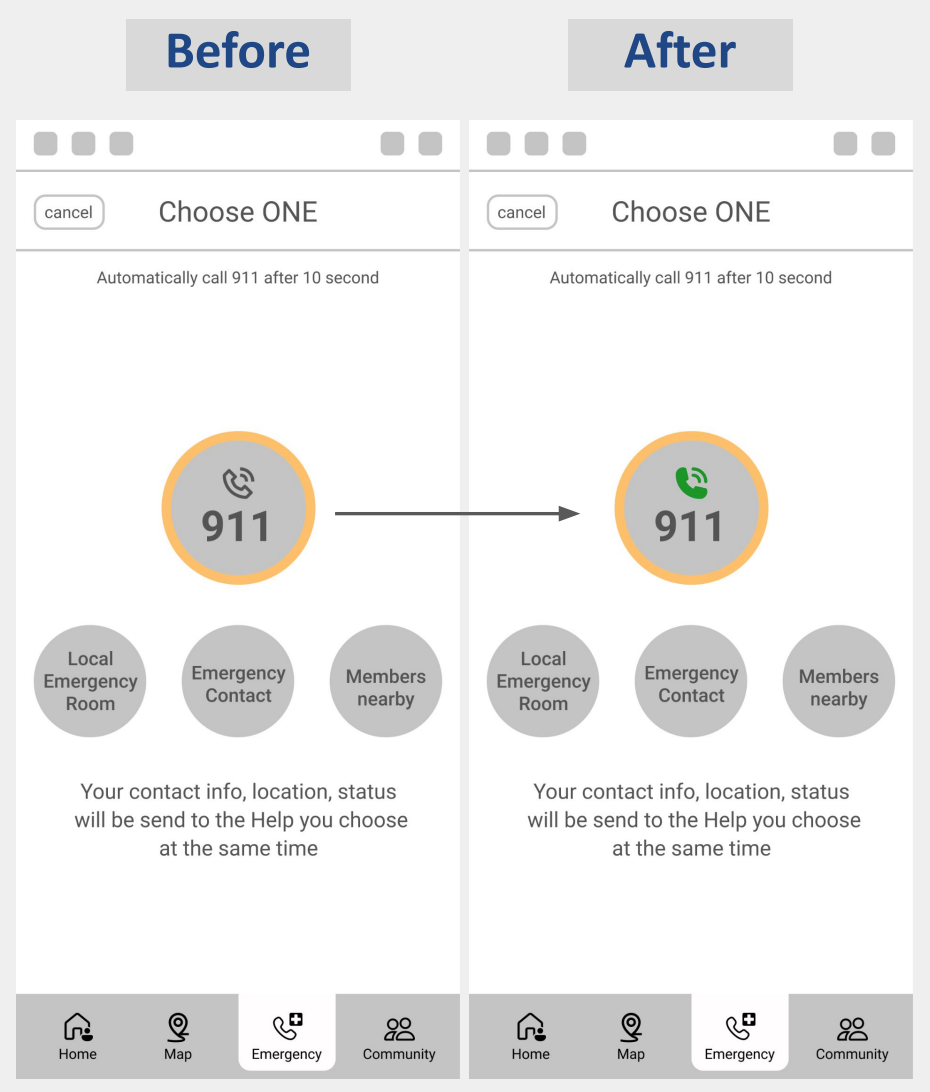 Before
After
cancel
Choose ONE
Automatically call 911 after 10 second
911
Local
Emergency
Room
Emergency
Contact
Members
nearby
Your contact info, location, status
will be send to the Help you choose
at the same time
Home
Map
Emergency
Community
cancel
Choose ONE
Automatically call 911 after 10 second
911
Local
Emergency
Room
Emergency
Contact
Members
nearby
Your contact info, location, status
will be send to the Help you choose
at the same time
Home
Map
Emergency
Community